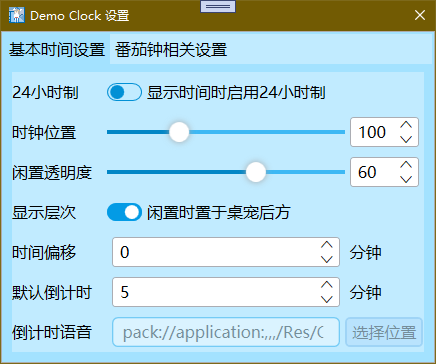 Demo Clock 设置
基本时间设置 番茄钟相关设置
24小时制 显示时间时启用24小时制
时钟位置 100
闲置透明度 60
显示层次 闲置时置于桌宠后方
时间偏移 0 分钟
默认倒计时 5 分钟
倒计时语音 pack://application:,,,/Res/ 选择位置